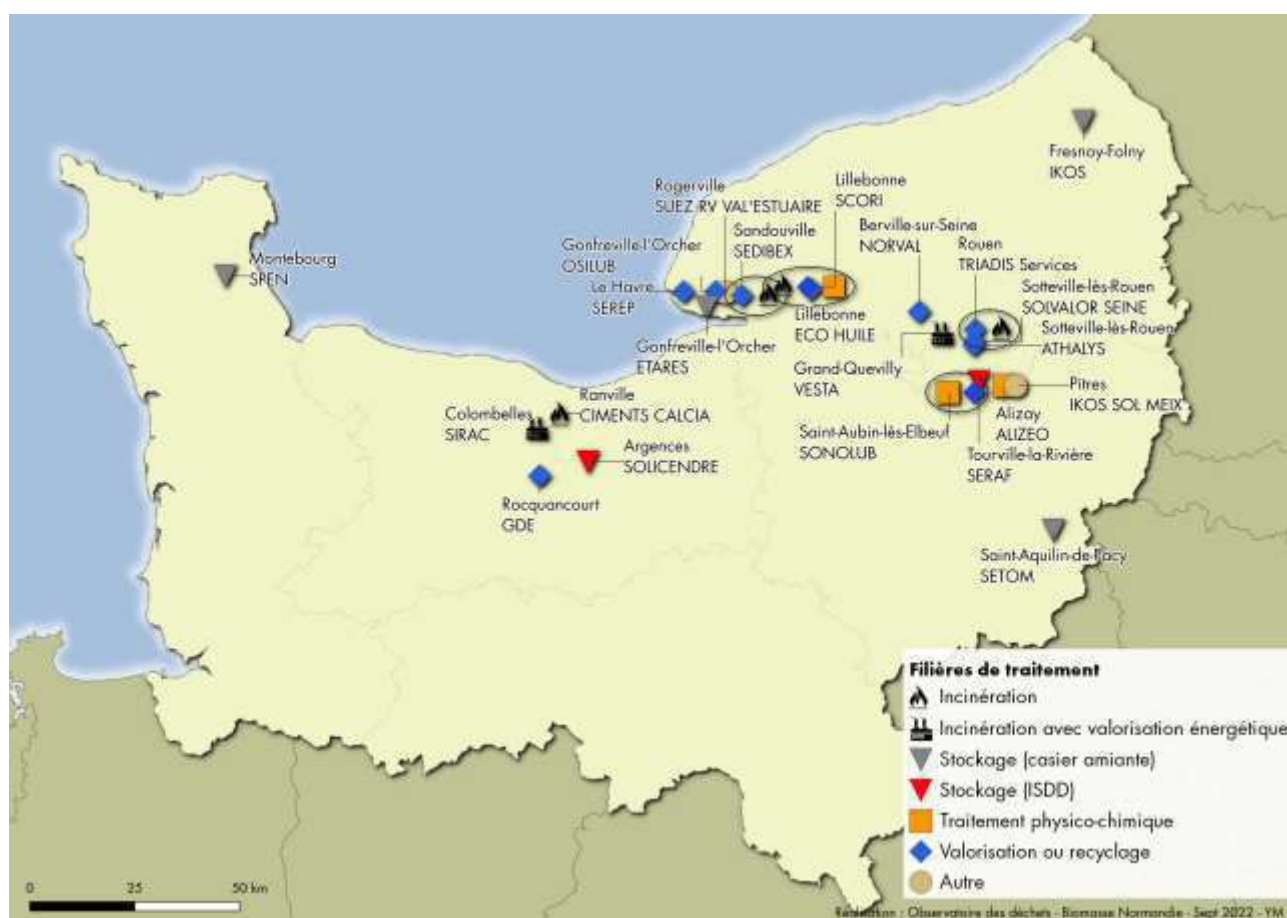 Fresnoy-Folny
IKOS
Lillebonne
SCORI
Rogerville
SUEZ RV VAL'ESTUAIRE
Berville-sur-Seine
NORVAL
Sandouville
SEDIBEX
Rouen
TRIADIS Services
Gonfreville-l'Orcher
OSILUB
Montebourg
SPEN
Le Havre
SEREP
Sotteville-lès-Rouen
SOLVALOR SEINE
Lillebonne
ECO HUILE
Sotteville-lès-Rouen
ATHALYS
Gonfreville-l'Orcher
ETARES
Grand-Quevilly
VESTA
Pitres
IKOS SOL MEIX
Ranville
CIMENTS CALCIA
Colombelles
SIRAC
Alizay
ALIZEO
Saint-Aubin-lès-Elbeuf
SONOLUB
Argences
SOLICENDRE
Tourville-la-Rivière
SERAF
Rocquancourt
GDE
Saint-Aquilin-de-Pacy
SETOM
Filières de traitement
Incinération
Incinération avec valorisation énergétique
Stockage (casier amiante)
Stockage (ISDD)
Traitement physico-chimique
Valorisation ou recyclage
Autre
0 25 50 km
Réalisation : Observatoire des déchets - Biomasse Normandie - Sept 2022 - YM